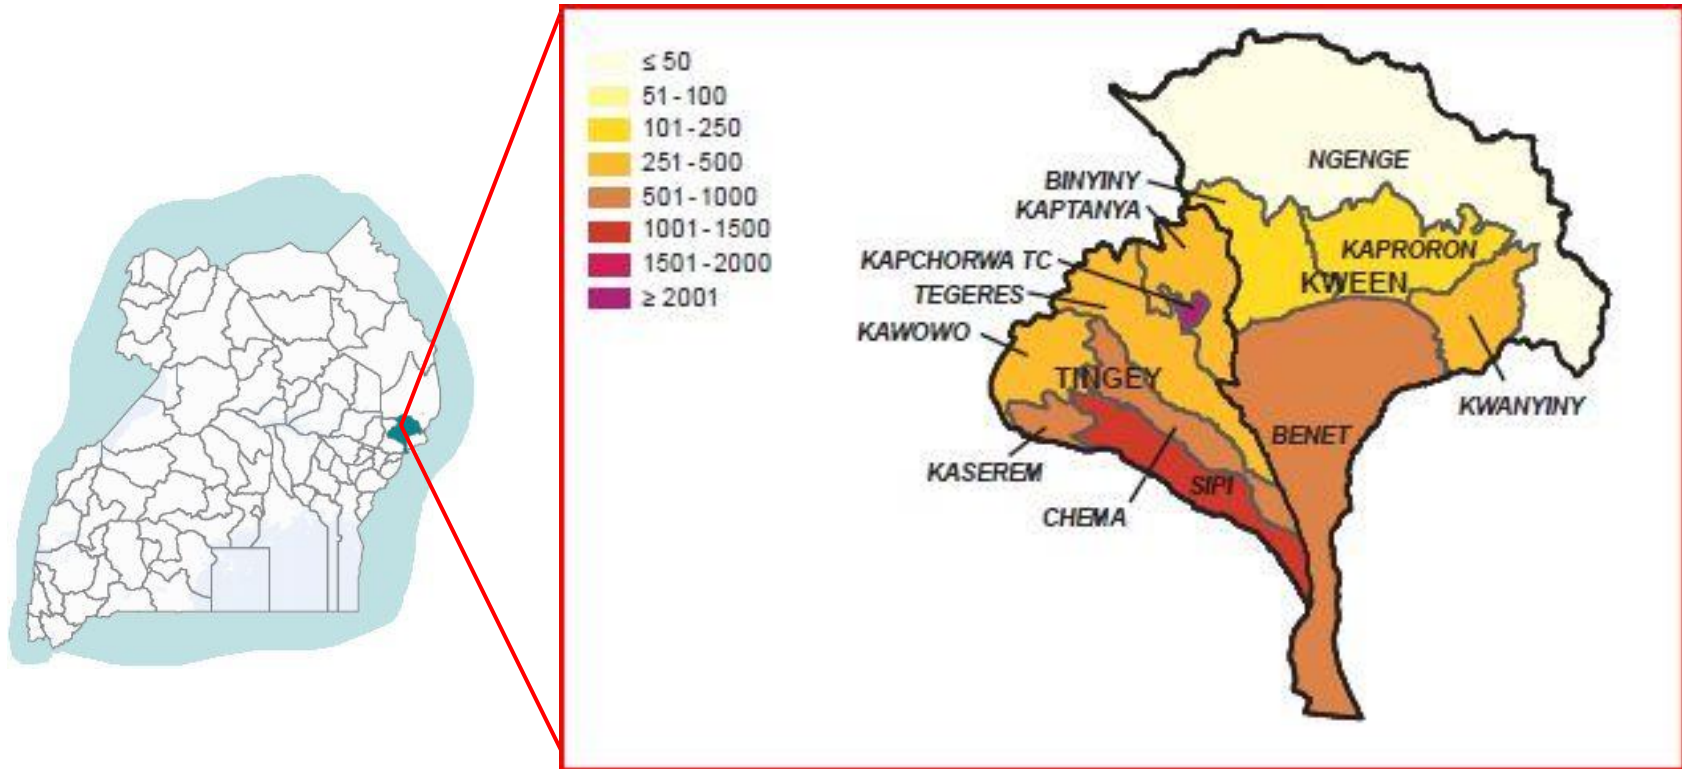 ≤ 50
51-100
101-250
251-500
501-1000
1001-1500
1501-2000
≥ 2001
NGENGE
BINYINY
KAPTANYA
KAPRORON
KAPCHORWA TC
KWEEN
TEGERES
KAWOWO
TINGEY
KWANYINY
BENET
KASEREM
SIPI
CHEMA